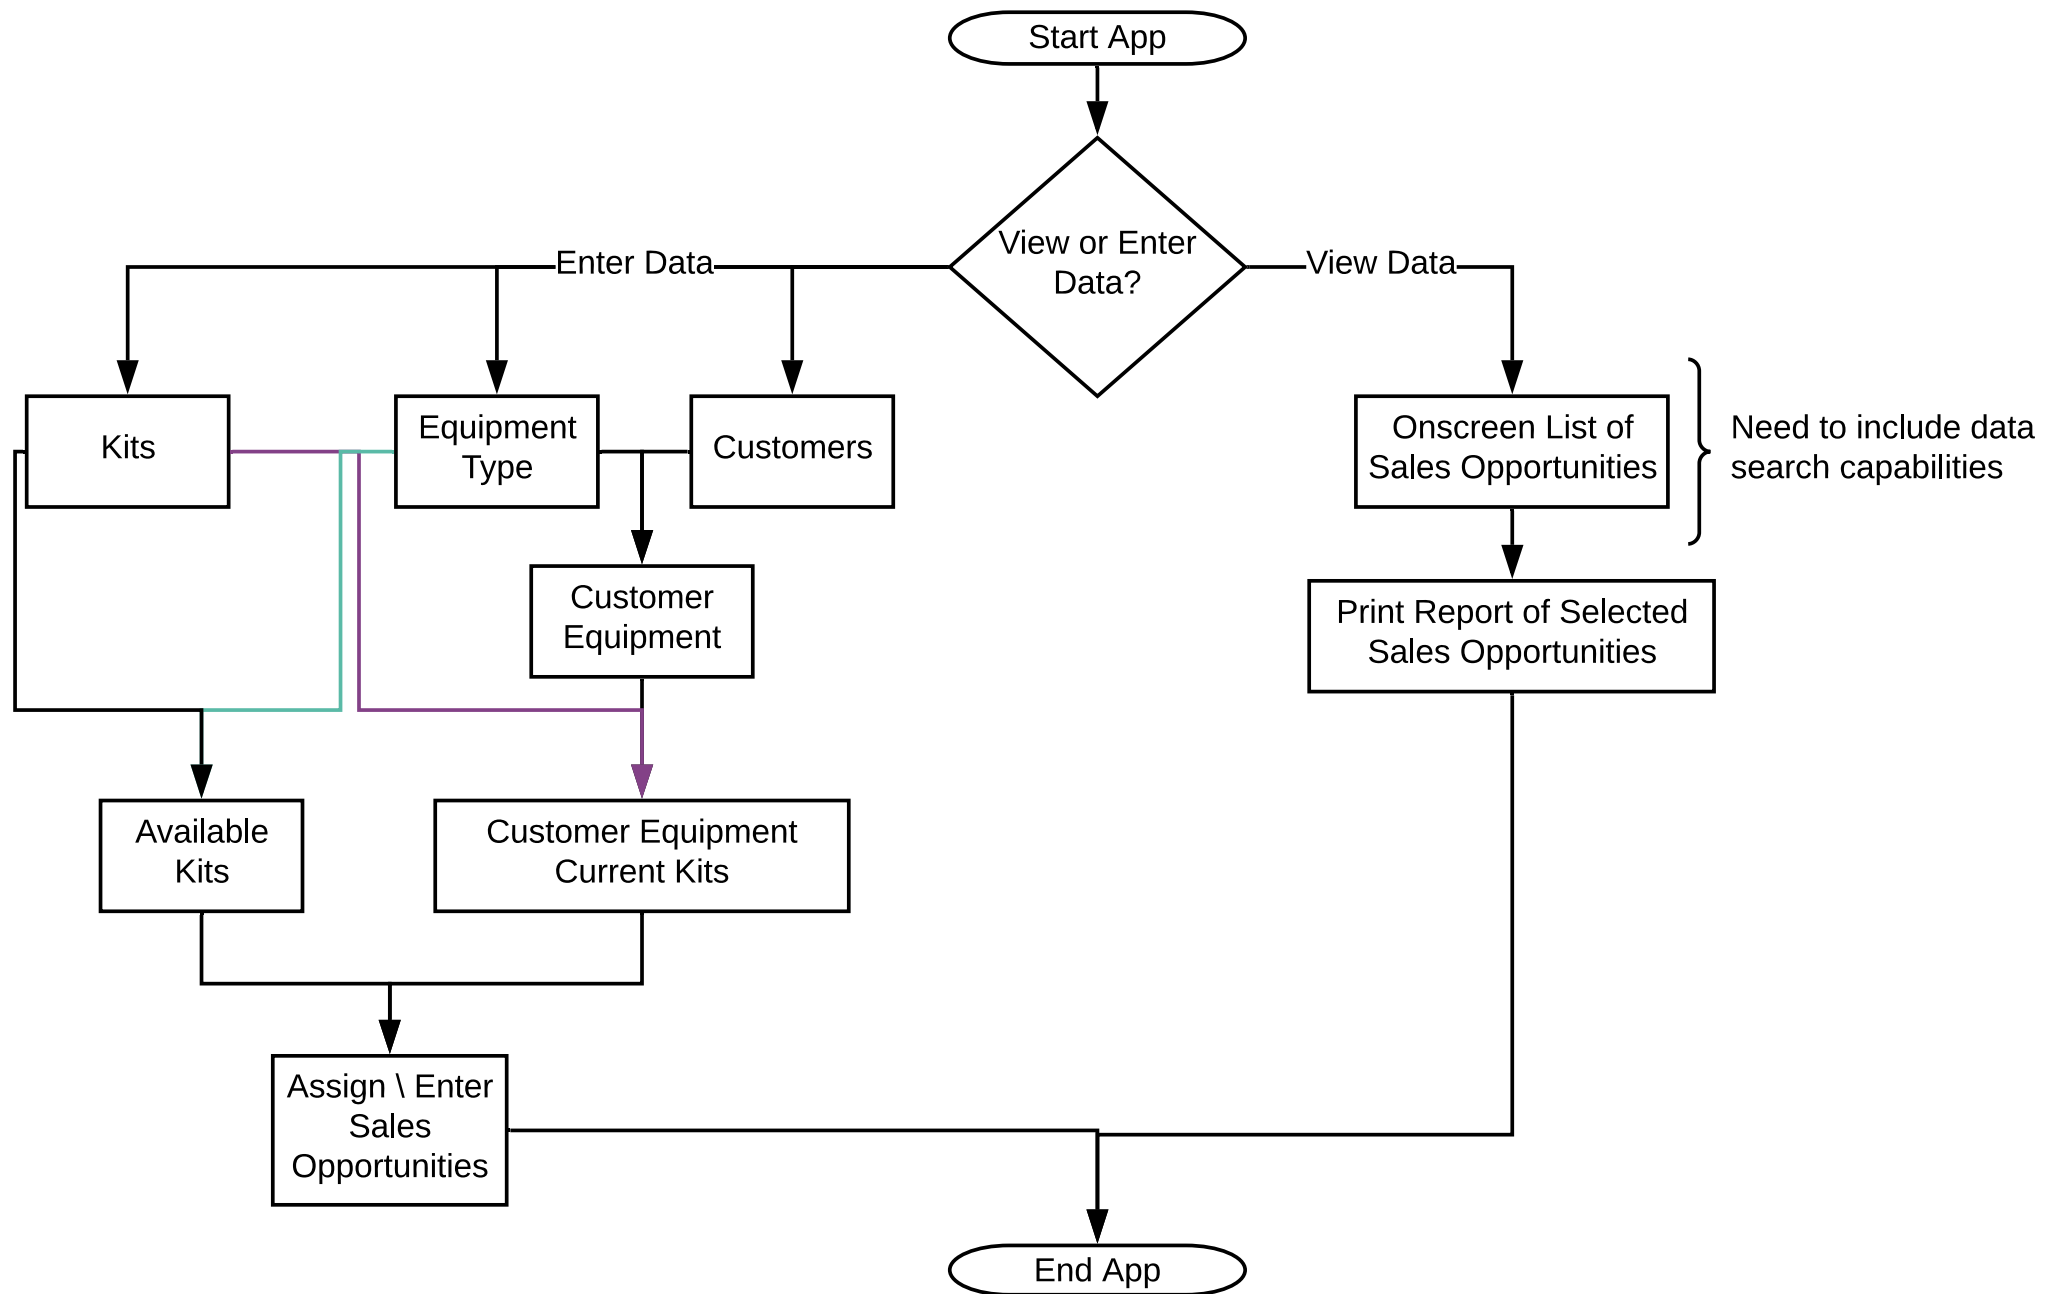 Start App
View or Enter
Data?
Enter Data
View Data
Kits
Equipment
Type
Customers
Onscreen List of
Sales Opportunities
Need to include data
search capabilities
Customer
Equipment
Print Report of Selected
Sales Opportunities
Available
Kits
Customer Equipment
Current Kits
Assign \ Enter
Sales
Opportunities
End App